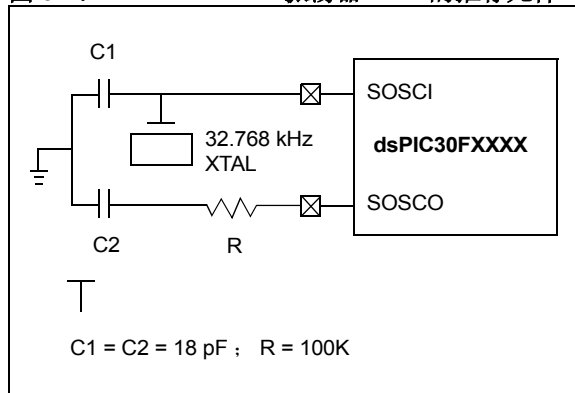 C1
SOSCI
32.768 kHz
XTAL
dsPIC30FXXXX
SOSCO
C2
R
C1 = C2 = 18 pF ； R = 100K